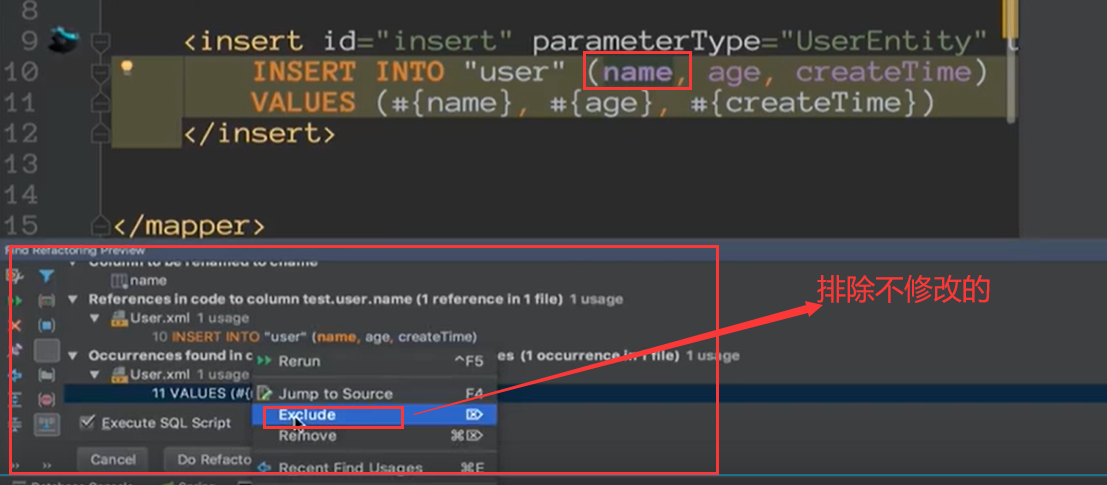 8
9 <insert id="insert" parameterType="UserEntity"
10 INSERT INTO "user" (name, age, createTime)
11 VALUES (#{name}, #{age}, #{createTime})
12 </insert>
13
14
15 </mapper>
Find Refactoring Preview
Column to be renamed to cname
name
References in code to column test.user.name (1 reference in 1 file) 1 usage
User.xml 1 usage
10 INSERT INTO "user" (name, age, createTime)
Occurrences found in c es (1 occurrence in 1 file) 1 usage
User.xml 1 usage
11 VALUES (#{
Execute SQL Script
Cancel Do Refacto
Rerun ^F5
Jump to Source F4
Exclude ⌦
Remove ⌘⌦
Recent Find Usages ⌘E
排除不修改的
Database Console Spring